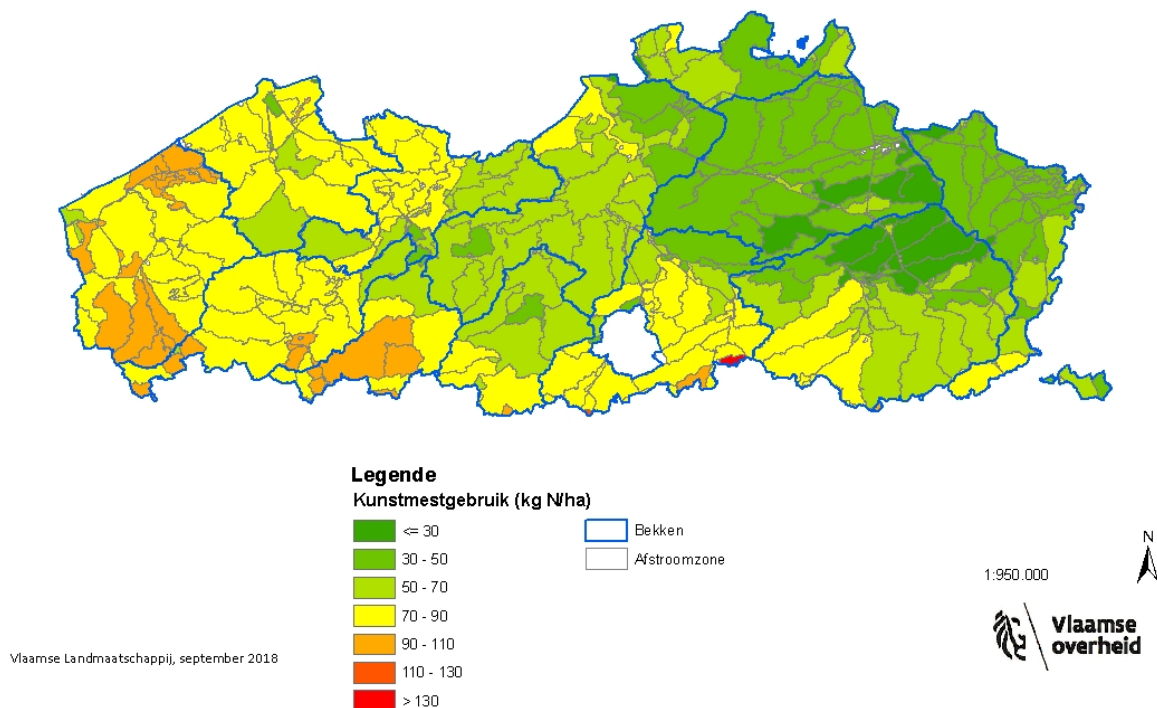 Legende
Kunstmestgebruik (kg N/ha)
<= 30
30 - 50
50 - 70
70 - 90
90 - 110
110 - 130
> 130
Bekken
Afstroomzone
1:950.000
N
Vlaamse
overheid
Vlaamse Landmaatschappij, september 2018